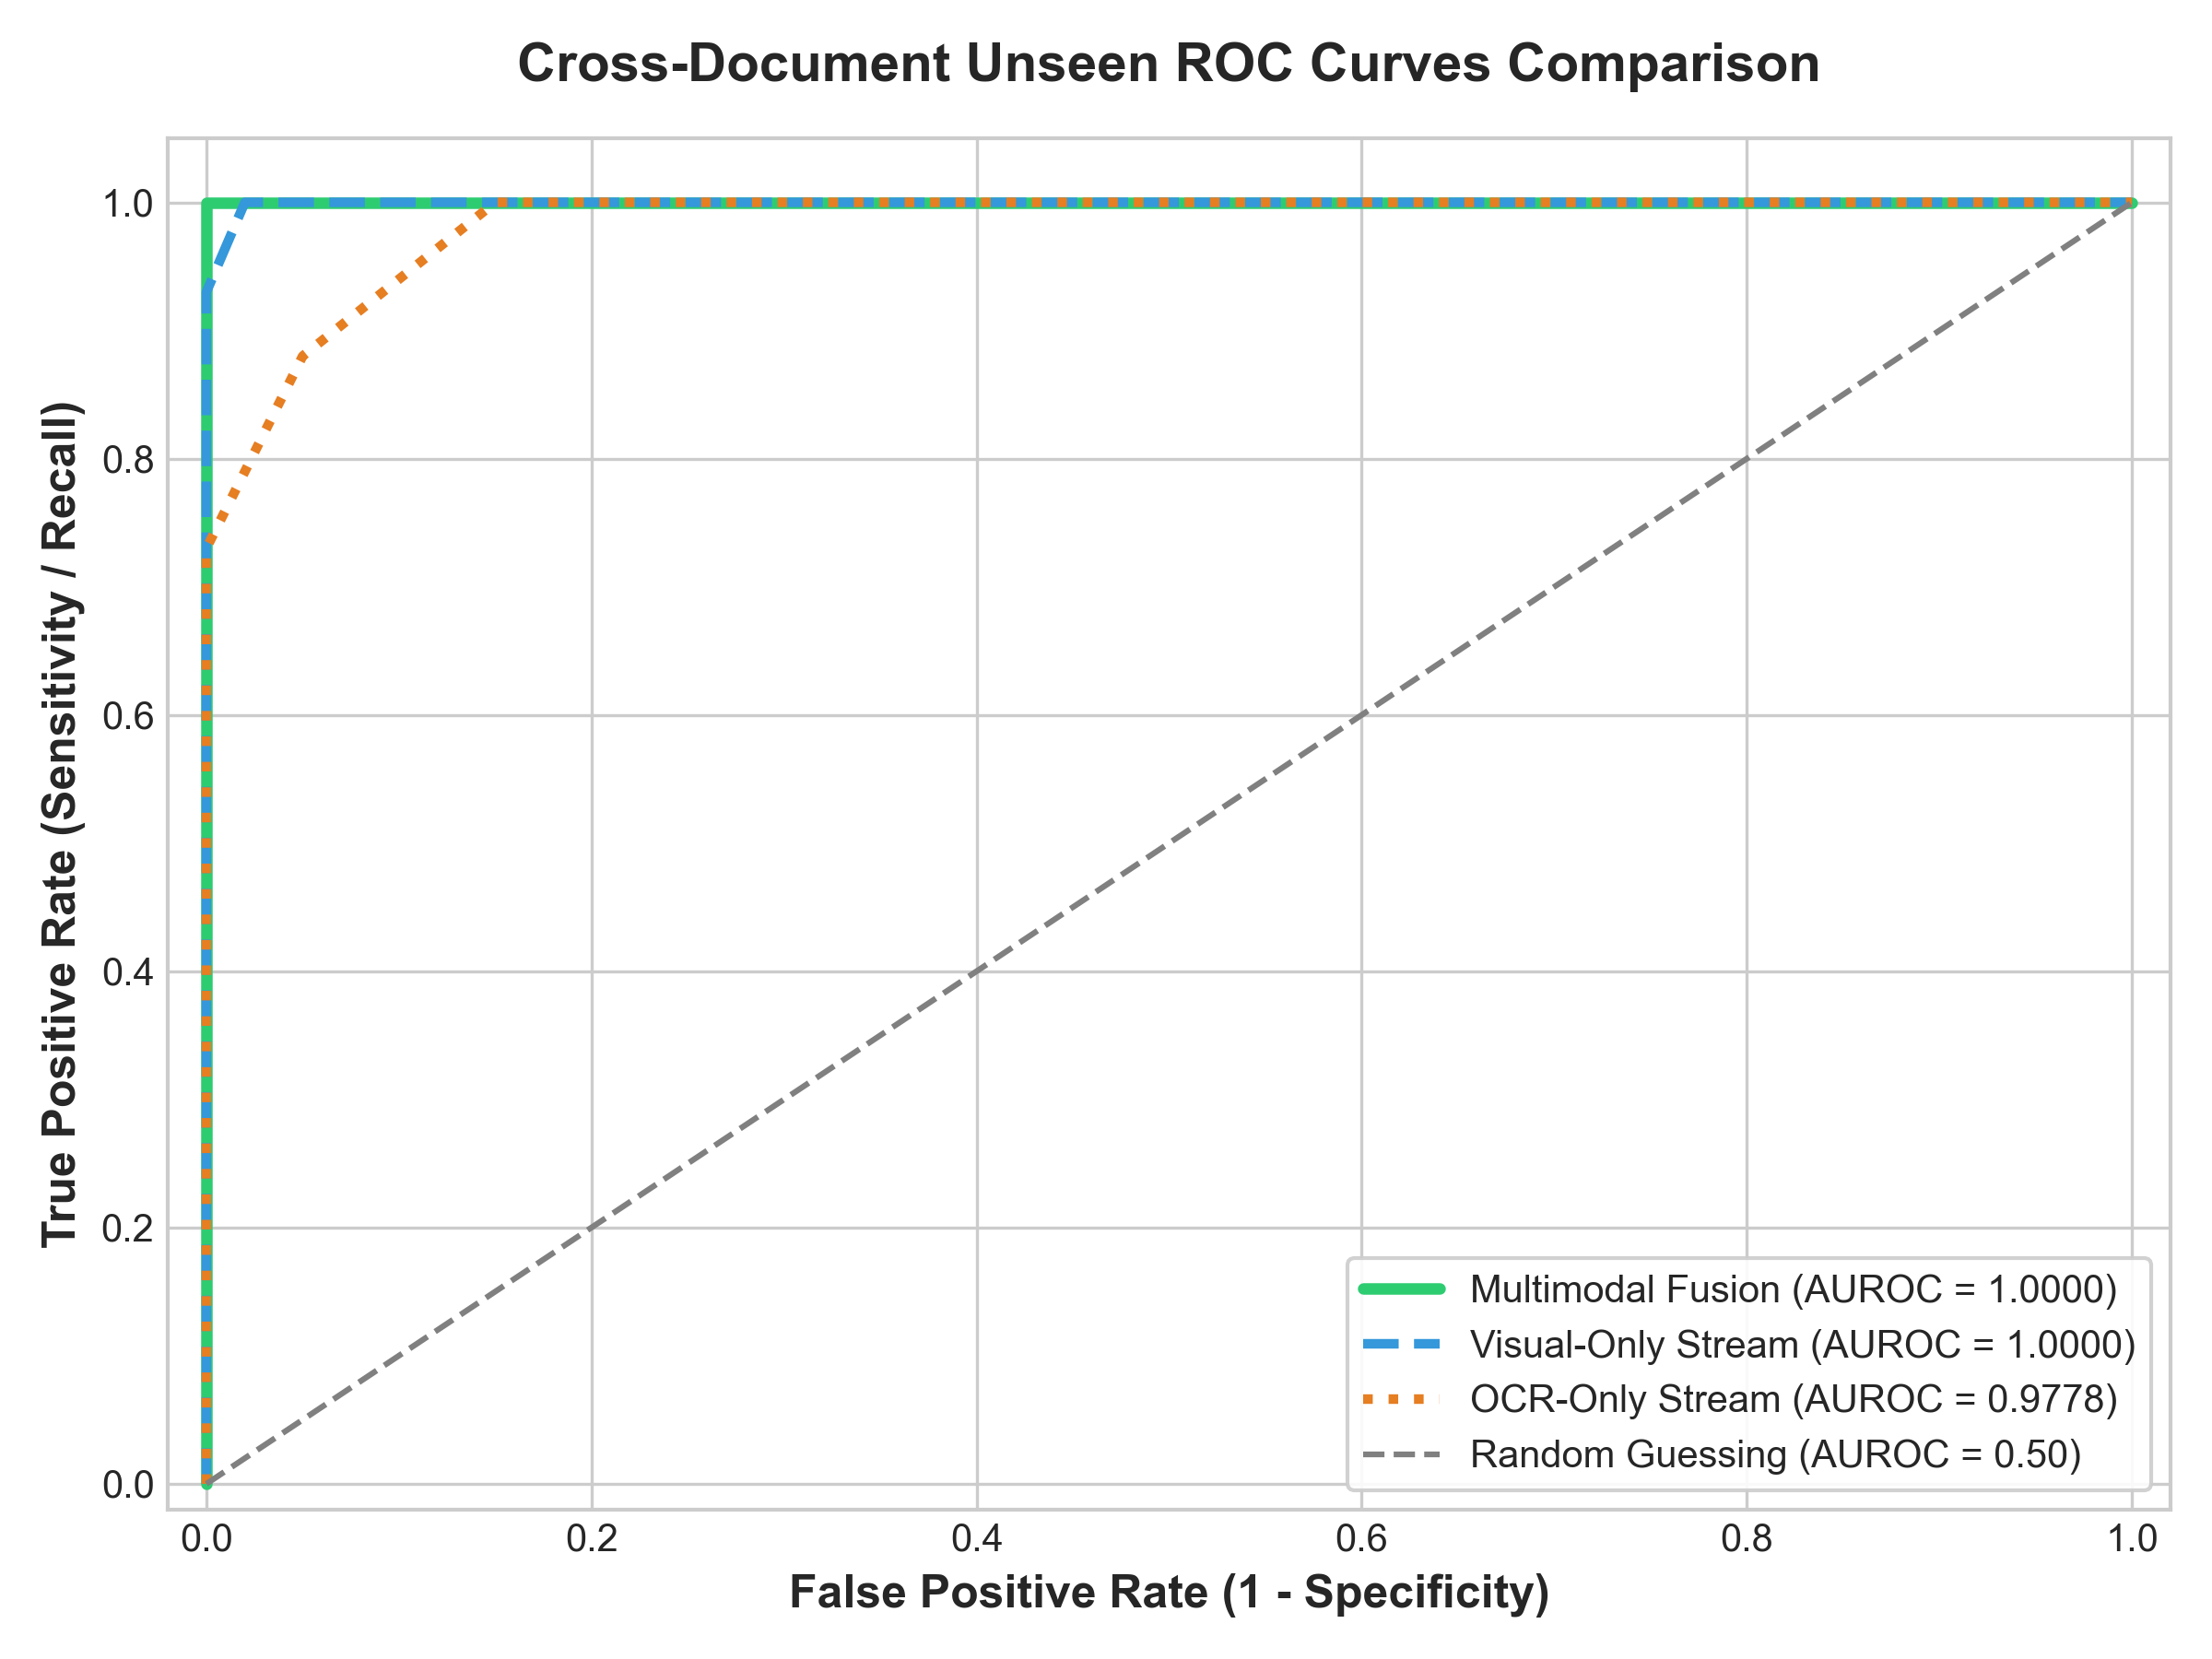 Cross-Document Unseen ROC Curves Comparison
True Positive Rate (Sensitivity / Recall)
1.0
0.8
0.6
0.4
0.2
0.0
0.0 0.2 0.4 0.6 0.8 1.0
False Positive Rate (1 - Specificity)
Multimodal Fusion (AUROC = 1.0000)
Visual-Only Stream (AUROC = 1.0000)
OCR-Only Stream (AUROC = 0.9778)
Random Guessing (AUROC = 0.50)